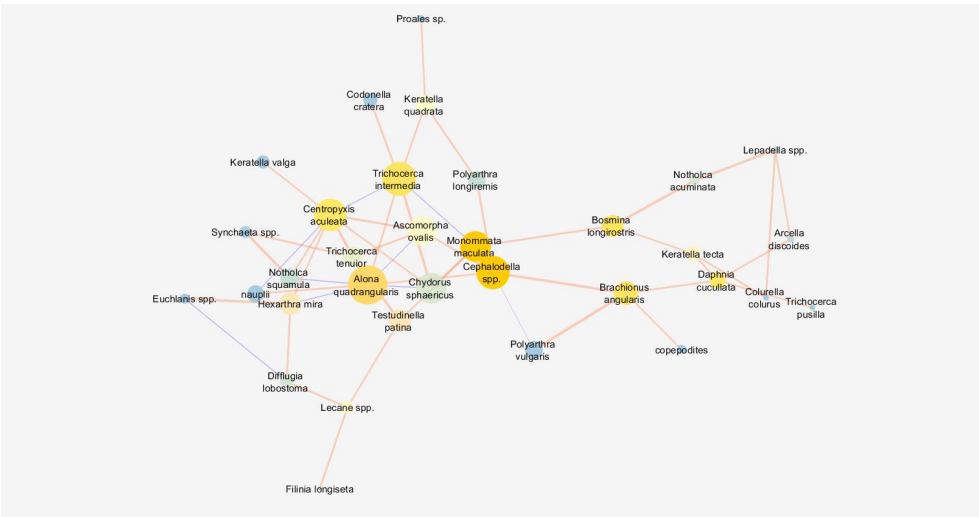 Proales sp.
Codonella
cratera
Keratella
quadrata
Keratella valga
Trichocerca
intermedia
Polyarthra
longiremis
Lepadella spp.
Notholca
acuminata
Centropyxis
aculeata
Synchaeta spp.
Ascomorpha
ovalis
Monommata
maculata
Bosmina
longirostris
Arcella
discoides
Trichocerca
tenuior
Keratella tecta
Cephalodella
spp.
Notholca
squamula
Alona
quadrangularis
Chydorus
sphaericus
Daphnia
cucullata
Euchlanis spp.
nauplii
Hexarthra mira
Brachionus
angularis
Colurella
colurus
Trichocerca
pusilla
Testudinella
patina
Polyarthra
vulgaris
copepodites
Difflugia
lobostoma
Lecane spp.
Filinia longiseta